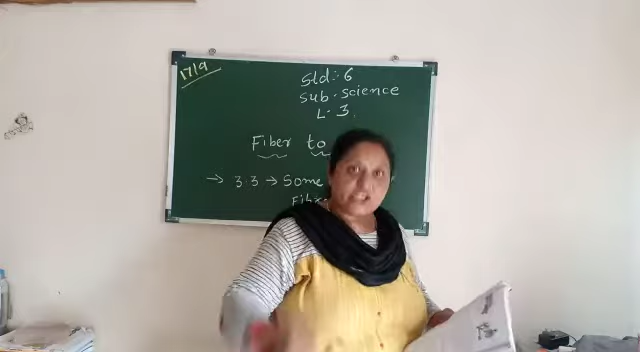 17/9
Std:- 6
Sub - science
L - 3.
Fiber to
→ 3.3 → Some